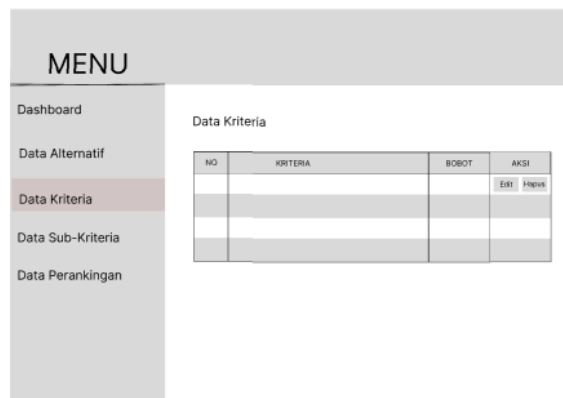 MENU
Dashboard
Data Alternatif
Data Kriteria
Data Sub-Kriteria
Data Perankingan
Data Kriteria
NO KRITERIA BOBOT AKSI
Edit Hapus